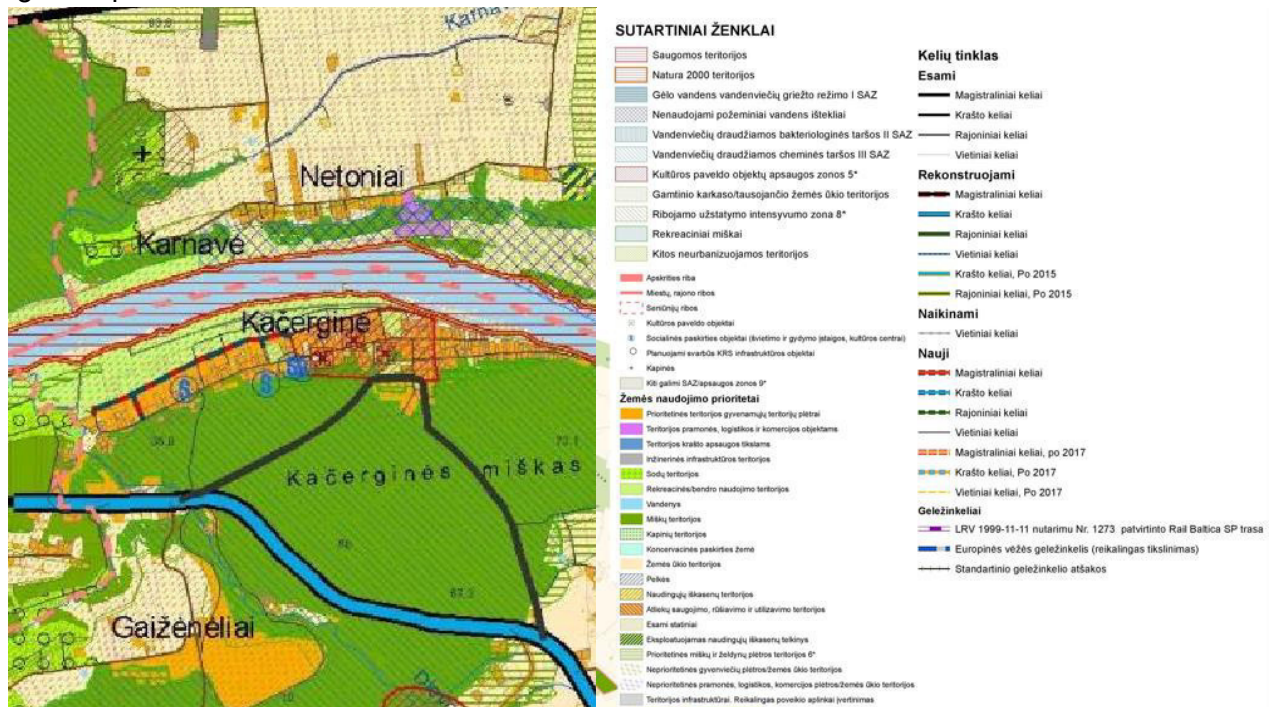 Netoniai
Karnavė
Kačerginė
35.8
73.1
Kačerginės miškas
67.3
Gaižėnėliai
SUTARTINIAI ŽENKLAI
Saugomos teritorijos
Natura 2000 teritorijos
Gėlo vandens vandenviečių griežto režimo I SAZ
Nenaudojami požeminiai vandens ištekliai
Vandenviečių draudžiamos bakteriologinės taršos II SAZ
Vandenviečių draudžiamos cheminės taršos III SAZ
Kultūros paveldo objektų apsaugos zonos 5*
Gamtinio karkaso/tausojančio žemės ūkio teritorijos
Ribojamo užstatymo intensyvumo zona 8*
Rekreaciniai miškai
Kitos neurbanizuojamos teritorijos
Apskrities riba
Miestų, rajono ribos
Seniūnijų ribos
Kultūros paveldo objektai
Socialinės paskirties objektai (švietimo ir gydymo įstaigos, kultūros centrai)
Planuojami svarbūs KRS infrastruktūros objektai
Kapinės
Kiti galimi SAZ/apsaugos zonos 9*
Žemės naudojimo prioritetai
Prioritetinės teritorijos gyvenamųjų teritorijų plėtrai
Teritorijos pramonės, logistikos ir komercijos objektams
Teritorijos krašto apsaugos tikslams
Inžinerinės infrastruktūros teritorijos
Sodų teritorijos
Rekreacinės/bendro naudojimo teritorijos
Vandenys
Miškų teritorijos
Kapinių teritorijos
Koncervacinės paskirties žemė
Žemės ūkio teritorijos
Pelkės
Naudingųjų iškasenų teritorijos
Atliekų saugojimo, rūšiavimo ir utilizavimo teritorijos
Esami statiniai
Eksploatuojamas naudingųjų iškasenų telkinys
Prioritetinės miškų ir želdynų plėtros teritorijos 6*
Neprioritetinės gyvenviečių plėtros/žemės ūkio teritorijos
Neprioritetinės pramonės, logistikos, komercijos plėtros/žemės ūkio teritorijos
Teritorijos infrastruktūrai. Reikalingas poveikio aplinkai įvertinimas
Kelių tinklas
Esami
Magistraliniai keliai
Krašto keliai
Rajoniniai keliai
Vietiniai keliai
Rekonstruojami
Magistraliniai keliai
Krašto keliai
Rajoniniai keliai
Vietiniai keliai
Krašto keliai, Po 2015
Rajoniniai keliai, Po 2015
Naikinami
Vietiniai keliai
Nauji
Magistraliniai keliai
Krašto keliai
Rajoniniai keliai
Vietiniai keliai
Magistraliniai keliai, po 2017
Krašto keliai, Po 2017
Vietiniai keliai, Po 2017
Geležinkeliai
LRV 1999-11-11 nutarimu Nr. 1273 patvirtinto Rail Baltica SP trasa
Europinės vėžės geležinkelis (reikalingas tikslinimas)
Standartinio geležinkelio atšakos